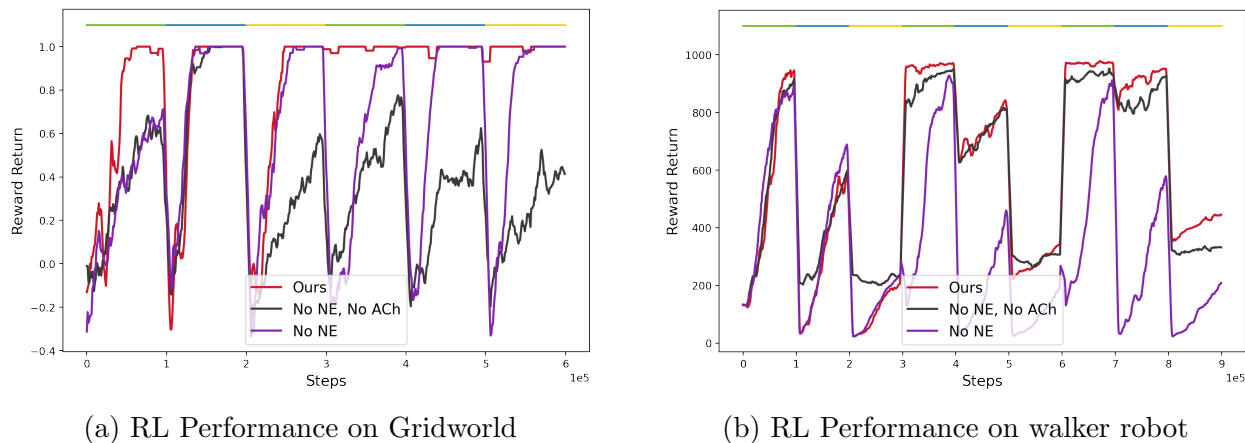 1.0
0.8
0.6
0.4
0.2
0.0
−0.2
−0.4
Reward Return
Ours
No NE, No ACh
No NE
0 1 2 3 4 5 6
1e5
Steps
(a) RL Performance on Gridworld
1000
800
600
400
200
0
Reward Return
Ours
No NE, No ACh
No NE
0 1 2 3 4 5 6 7 8 9
1e5
Steps
(b) RL Performance on walker robot